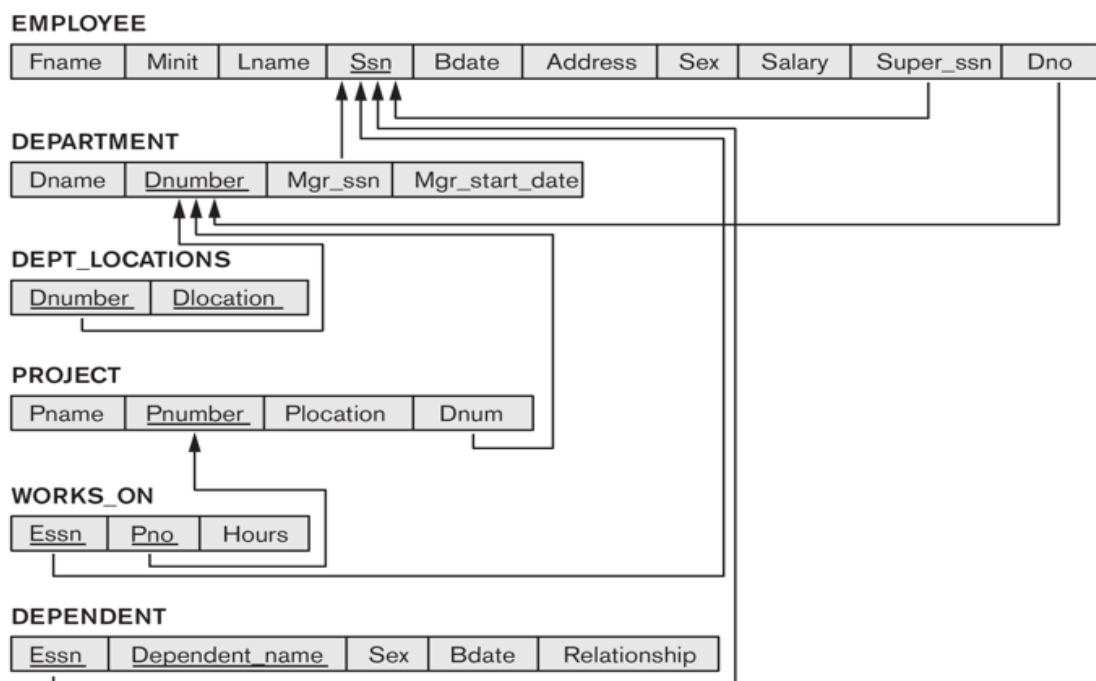 EMPLOYEE
Fname Minit Lname Ssn Bdate Address Sex Salary Super_ssn Dno
DEPARTMENT
Dname Dnumber Mgr_ssn Mgr_start_date
DEPT_LOCATIONS
Dnumber Dlocation
PROJECT
Pname Pnumber Plocation Dnum
WORKS_ON
Essn Pno Hours
DEPENDENT
Essn Dependent_name Sex Bdate Relationship